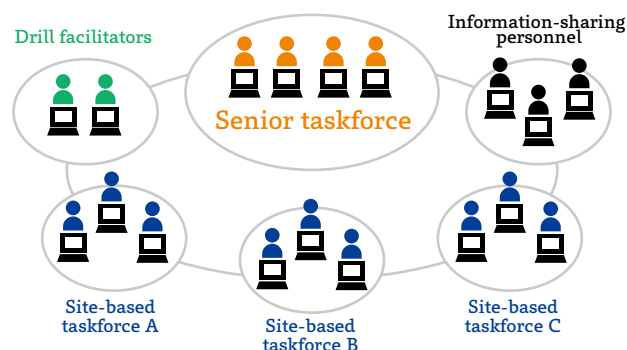 Drill facilitators
Senior taskforce
Information-sharing
personnel
Site-based
taskforce A
Site-based
taskforce B
Site-based
taskforce C